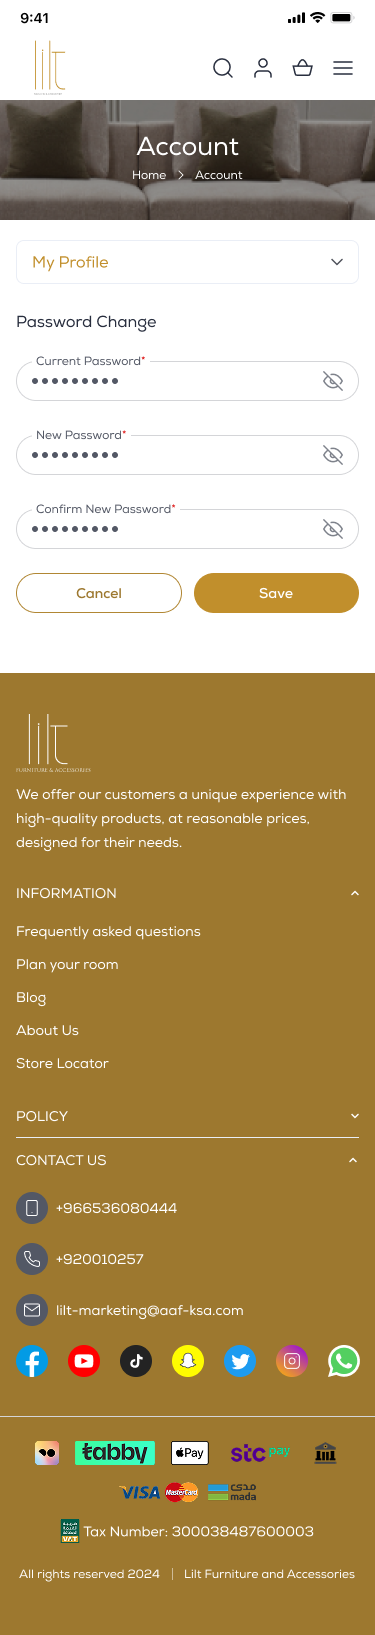 9:41
lilt
Account
Home > Account
My Profile
Password Change
Current Password*
•••••••••
New Password*
•••••••••
Confirm New Password*
•••••••••
Cancel Save
lilt
FURNITURE & ACCESSORIES
We offer our customers a unique experience with
high-quality products, at reasonable prices,
designed for their needs.
INFORMATION
Frequently asked questions
Plan your room
Blog
About Us
Store Locator
POLICY
CONTACT US
+966536080444
+920010257
lilt-marketing@aaf-ksa.com
tabby Pay stc pay
VISA MasterCard مدى mada
Tax Number: 300038487600003
All rights reserved 2024 | Lilt Furniture and Accessories